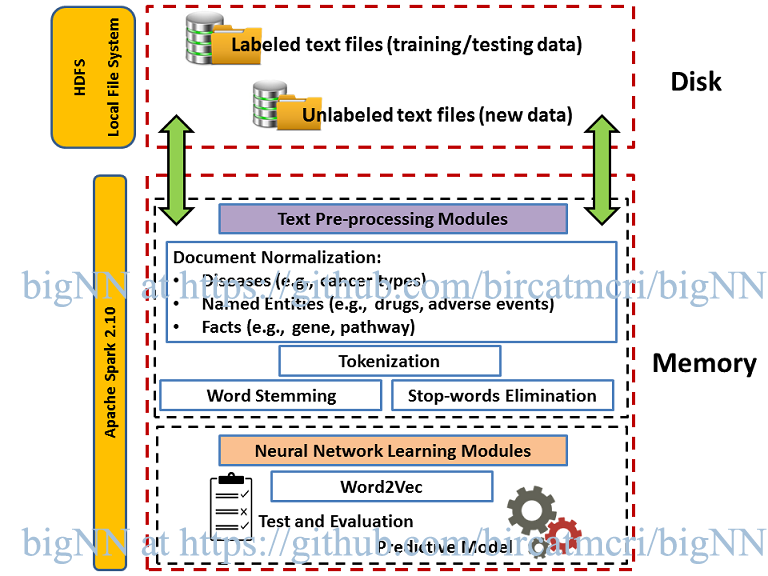 HDFS
Local File System
Labeled text files (training/testing data)
Unlabeled text files (new data)
Disk
Apache Spark 2.10
Text Pre-processing Modules
Document Normalization:
• Diseases (e.g., cancer types)
• Named Entities (e.g., drugs, adverse events)
• Facts (e.g., gene, pathway)
bigNN at https://github.com/bircatmcri/bigNN
Tokenization
Word Stemming
Stop-words Elimination
Memory
Neural Network Learning Modules
Word2Vec
Test and Evaluation
Predictive Model
bigNN at https://github.com/bircatmcri/bigNN